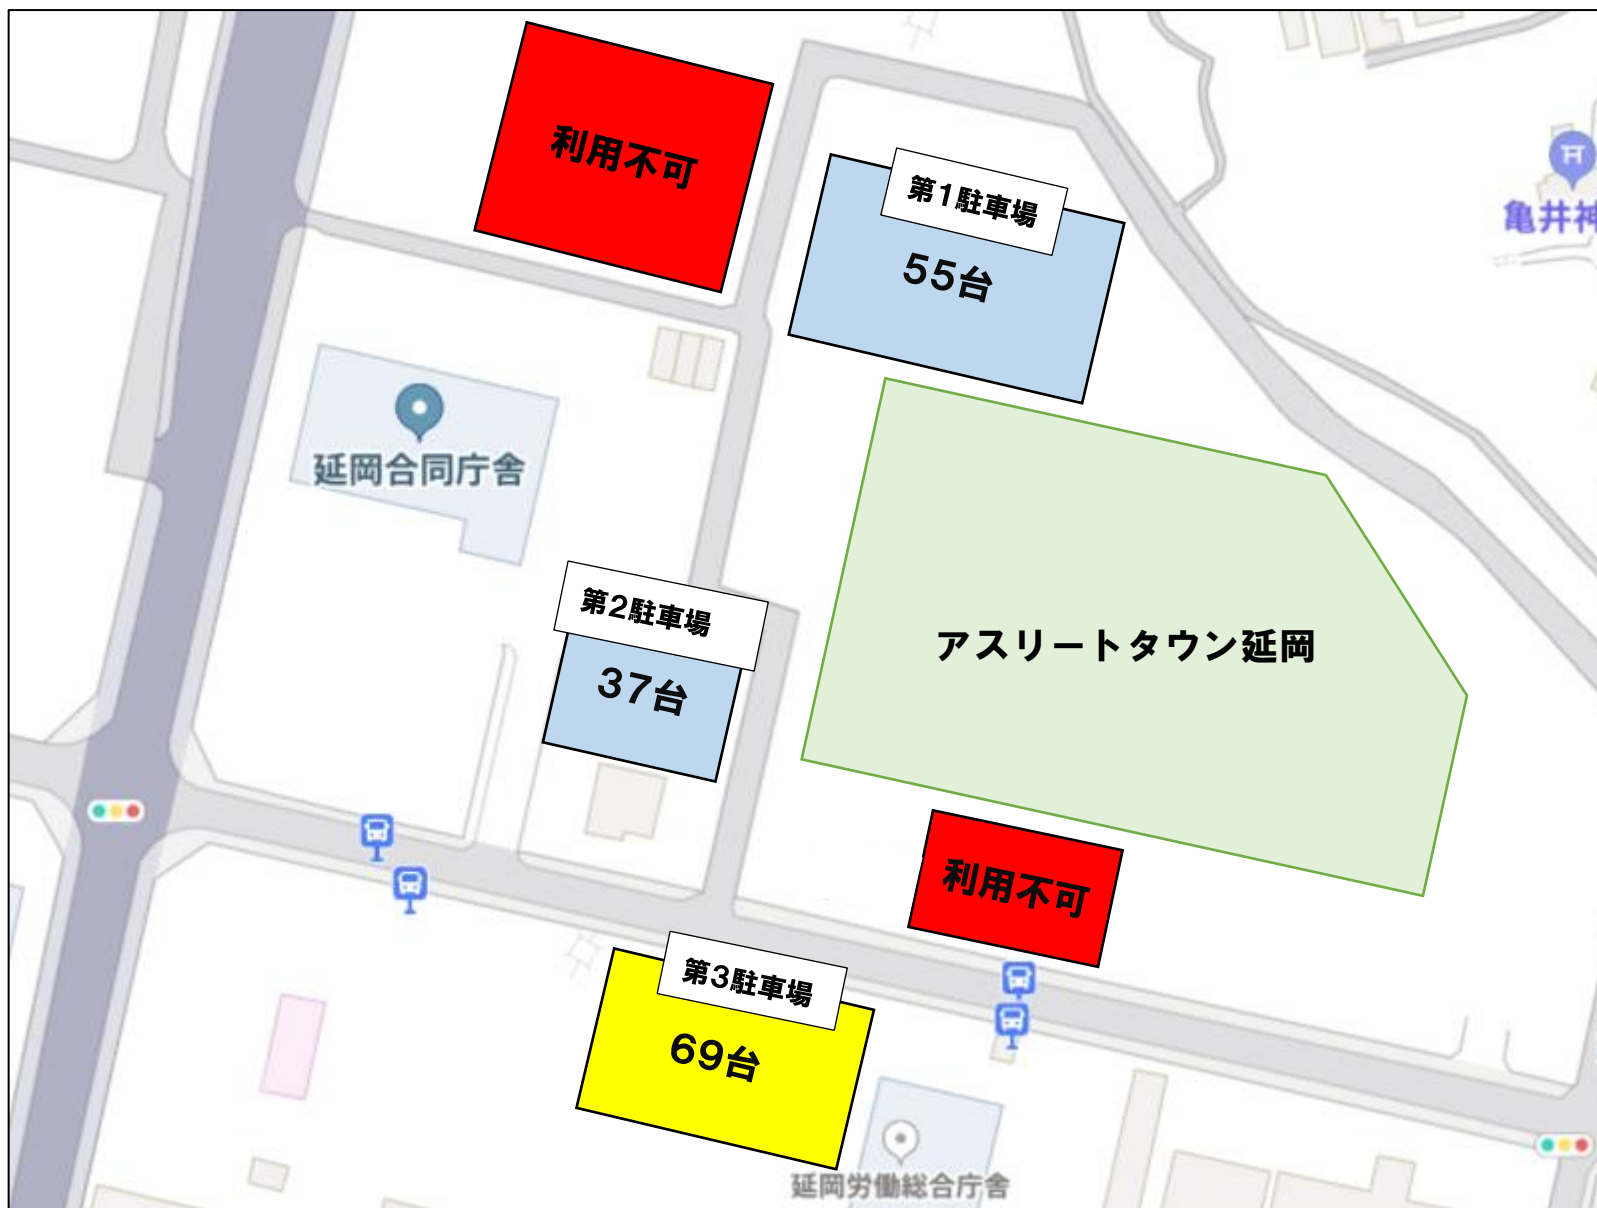 利用不可
第1駐車場
55台
亀井神
延岡合同庁舎
第2駐車場
37台
アスリートタウン延岡
利用不可
第3駐車場
69台
延岡労働総合庁舎